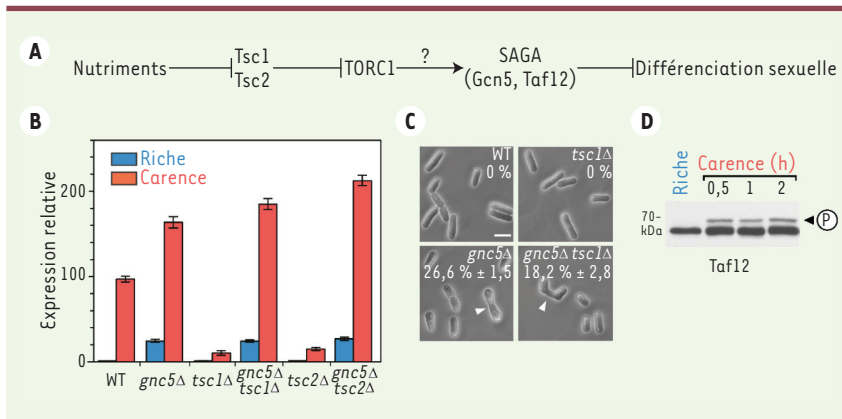 A
Nutriments
Tsc1
Tsc2
TORC1
?
SAGA
(Gcn5, Taf12)
Différenciation sexuelle
B
Expression relative
200
100
0
Riche
Carence
WT
gnc5Δ
tsc1Δ
gnc5Δ
tsc1Δ
tsc2Δ
gnc5Δ
tsc2Δ
C
WT
0 %
tsc1Δ
0 %
gnc5Δ
26,6 % ± 1,5
gnc5Δ tsc1Δ
18,2 % ± 2,8
D
Riche
Carence (h)
0,5 1 2
70-
kDa
P
Taf12